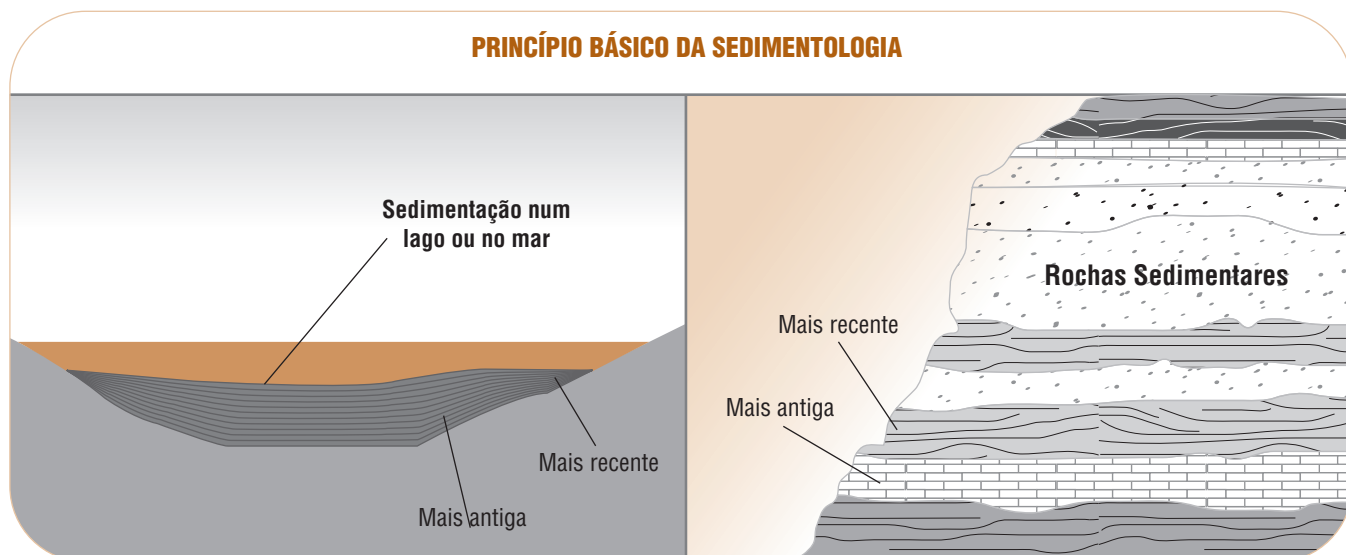 PRINCÍPIO BÁSICO DA SEDIMENTOLOGIA
Sedimentação num
lago ou no mar
Mais recente
Mais antiga
Rochas Sedimentares
Mais recente
Mais antiga